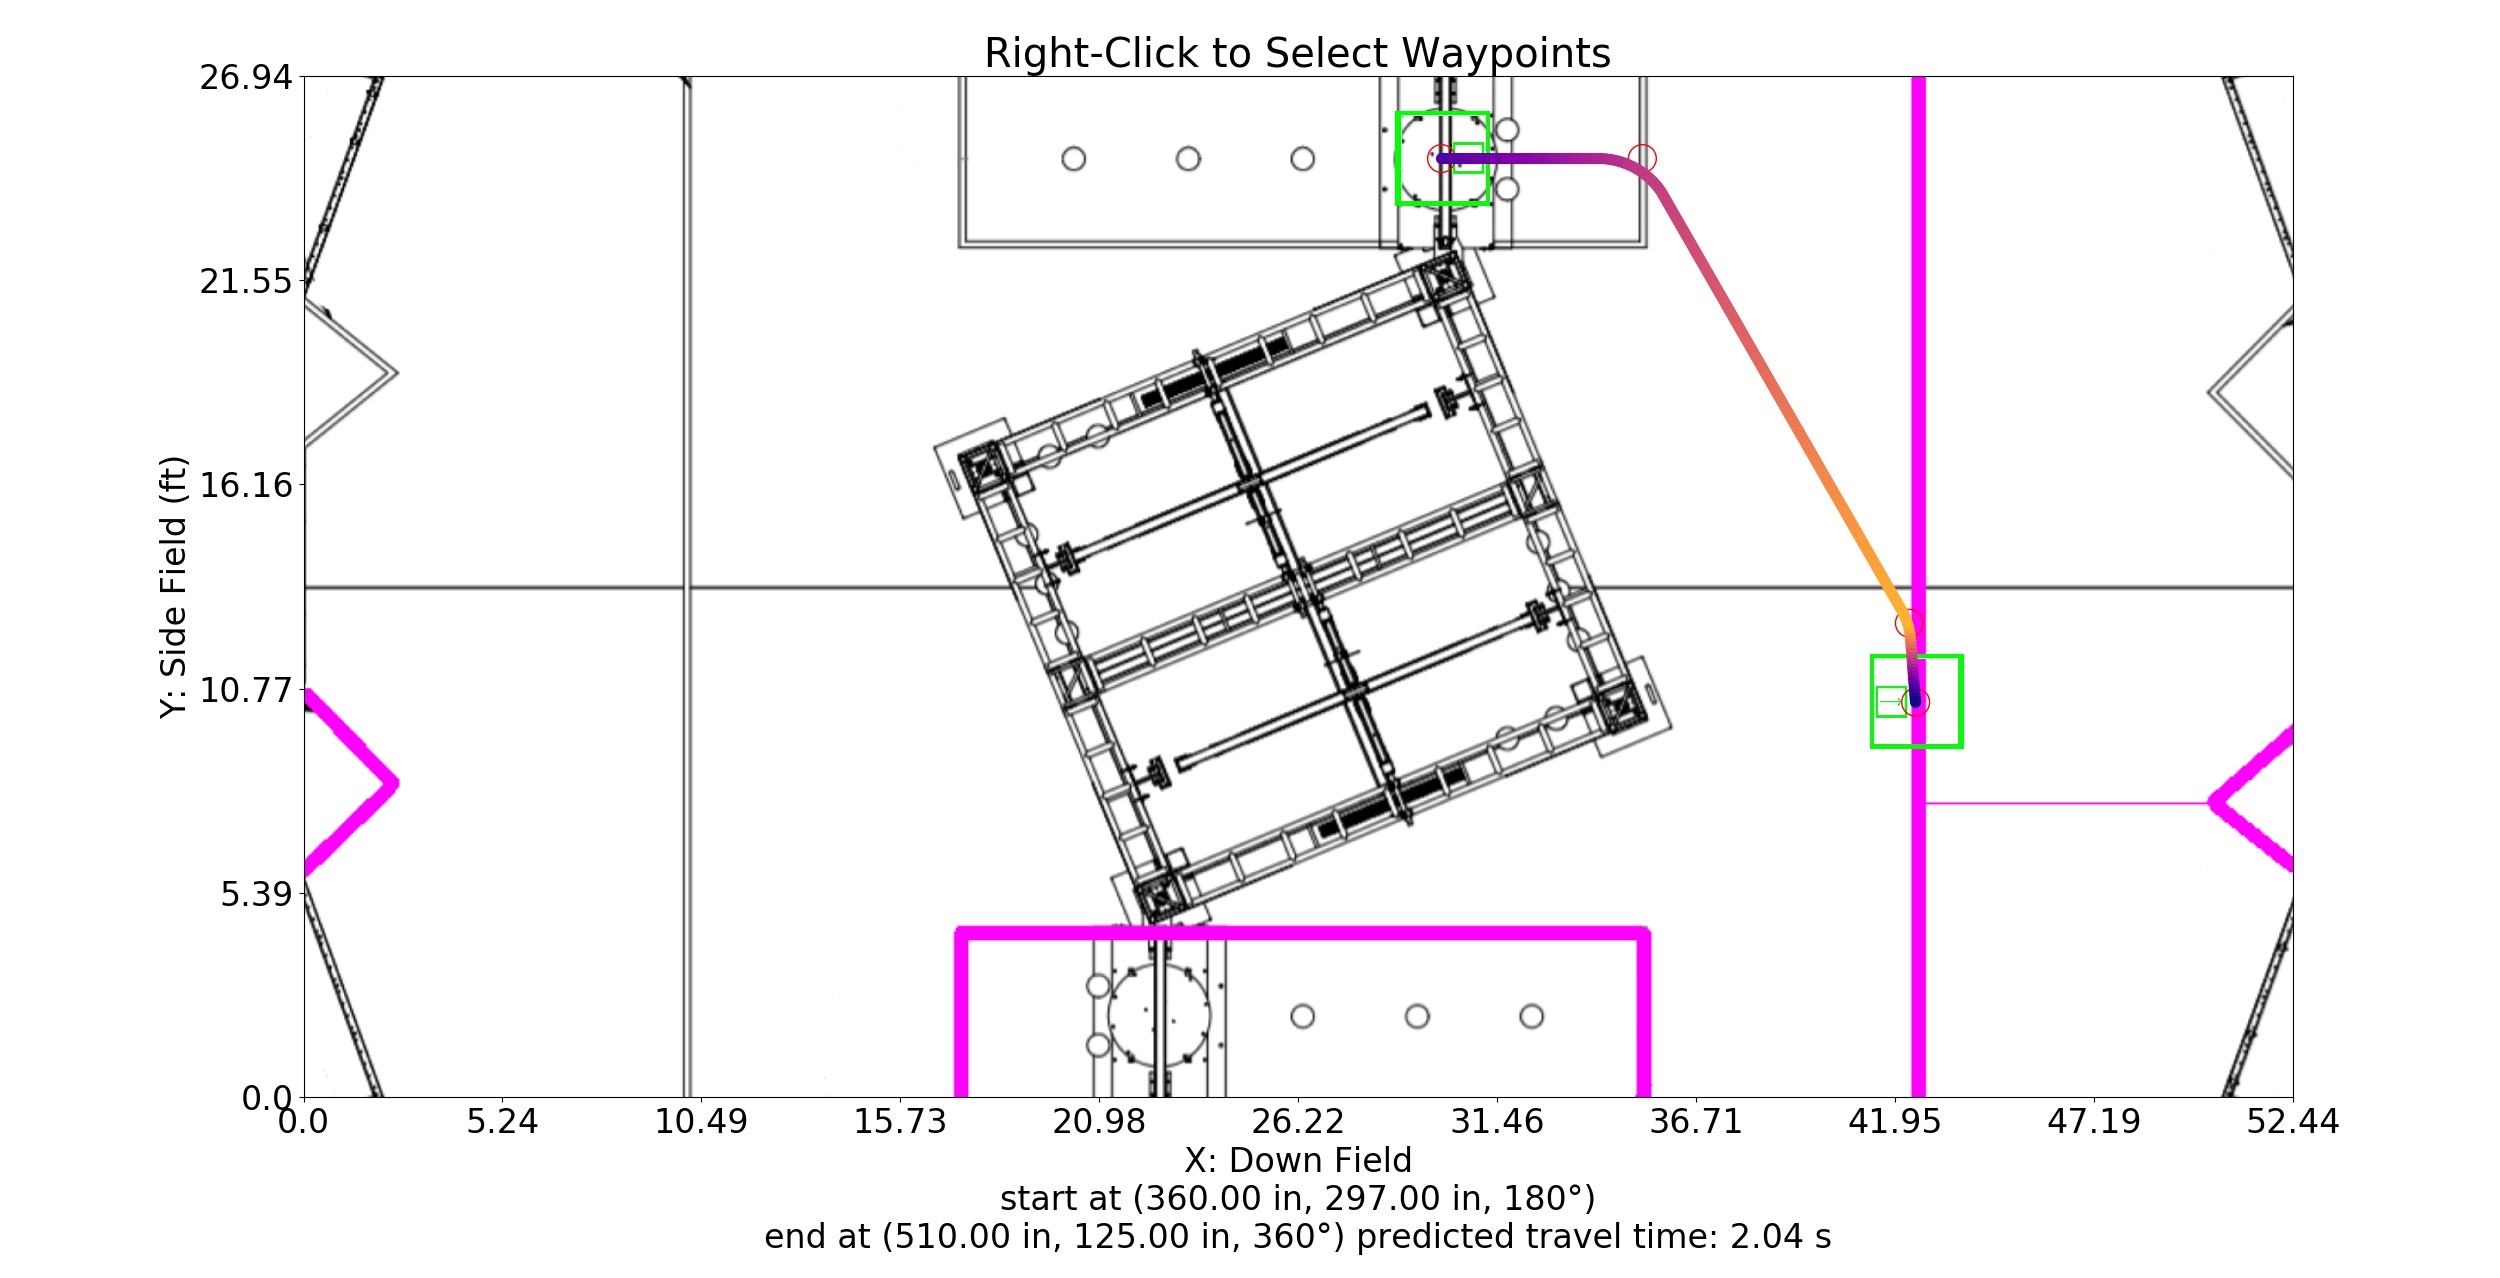 Right-Click to Select Waypoints
26.94
21.55
16.16
10.77
5.39
0.0
Y: Side Field (ft)
0.0 5.24 10.49 15.73 20.98 26.22 31.46 36.71 41.95 47.19 52.44
X: Down Field
start at (360.00 in, 297.00 in, 180°)
end at (510.00 in, 125.00 in, 360°) predicted travel time: 2.04 s